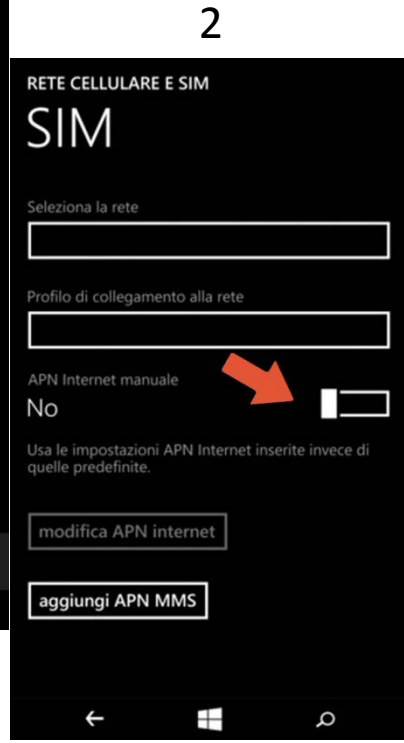 2
RETE CELLULARE E SIM
SIM
Seleziona la rete
Profilo di collegamento alla rete
APN Internet manuale
No
Usa le impostazioni APN Internet inserite invece di
quelle predefinite.
modifica APN internet
aggiungi APN MMS